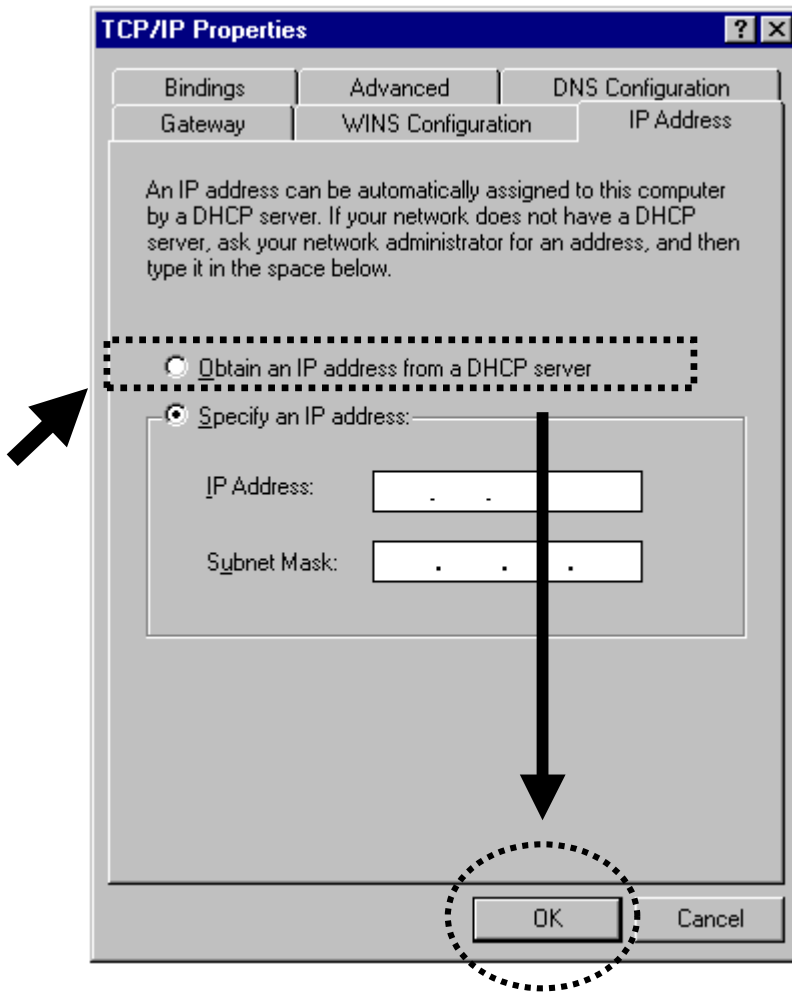 TCP/IP Properties
Bindings
Advanced
DNS Configuration
Gateway
WINS Configuration
IP Address
An IP address can be automatically assigned to this computer
by a DHCP server. If your network does not have a DHCP
server, ask your network administrator for an address, and then
type it in the space below.
Obtain an IP address from a DHCP server
Specify an IP address:
IP Address:
Subnet Mask:
OK
Cancel